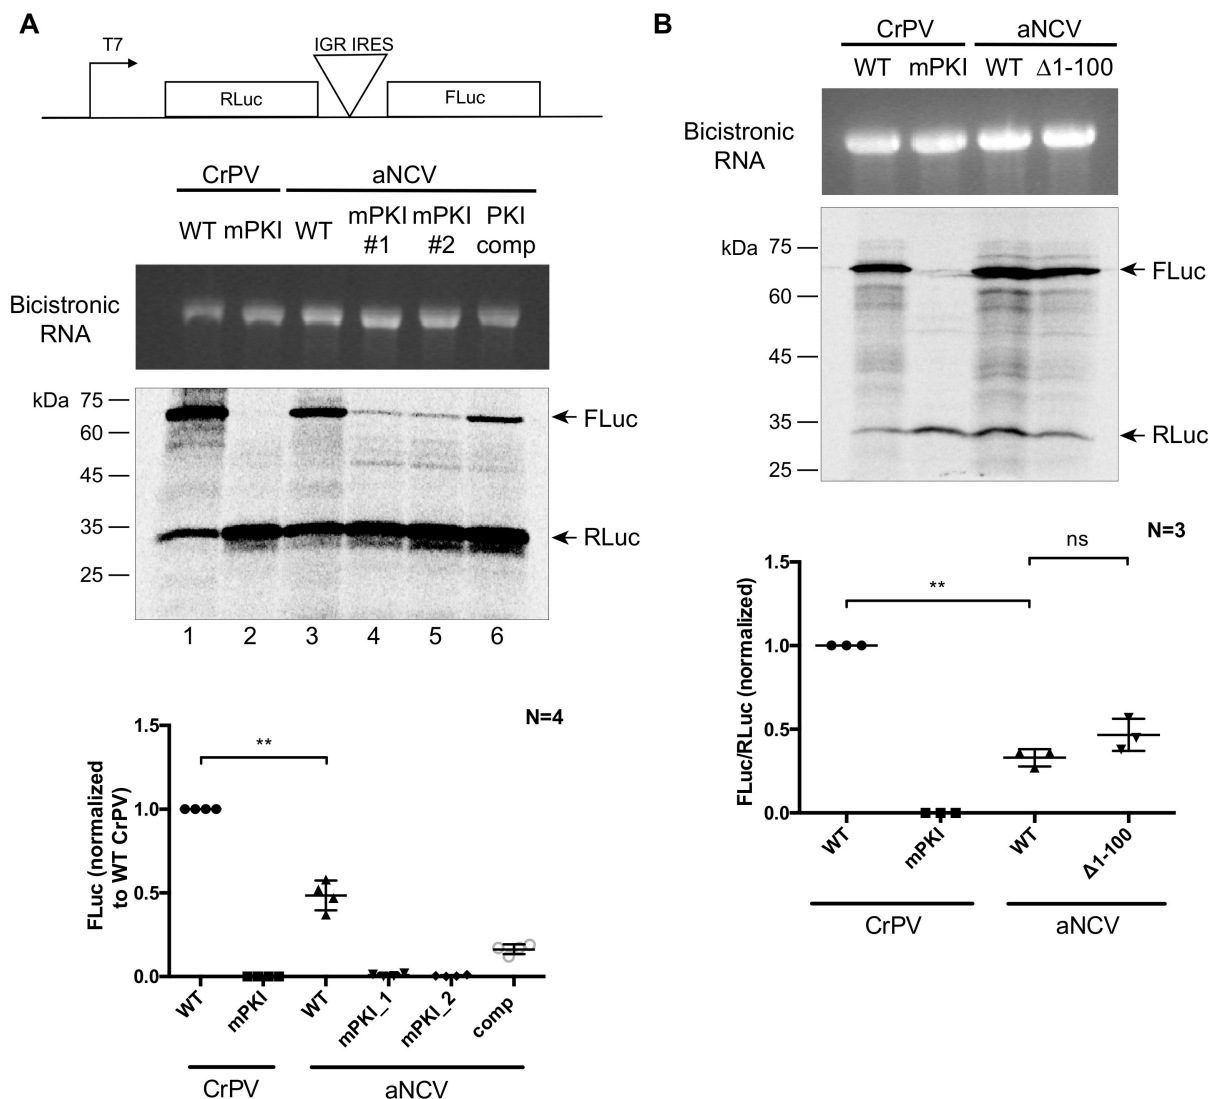 A
T7
IGR IRES
RLuc
FLuc
CrPV
aNCV
WT mPKI WT mPKI #1 mPKI #2 PKI comp
Bicistronic
RNA
kDa 75
60
45
35
25
FLuc
RLuc
1 2 3 4 5 6
N=4
**
FLuc (normalized
to WT CrPV)
1.5
1.0
0.5
0.0
WT
mPKI
WT
mPKI_1
mPKI_2
comp
CrPV
aNCV
B
CrPV
aNCV
WT mPKI WT Δ1-100
Bicistronic
RNA
kDa 75
60
45
35
25
FLuc
RLuc
N=3
ns
**
FLuc/RLuc (normalized)
1.5
1.0
0.5
0.0
WT
mPKI
WT
Δ1-100
CrPV
aNCV